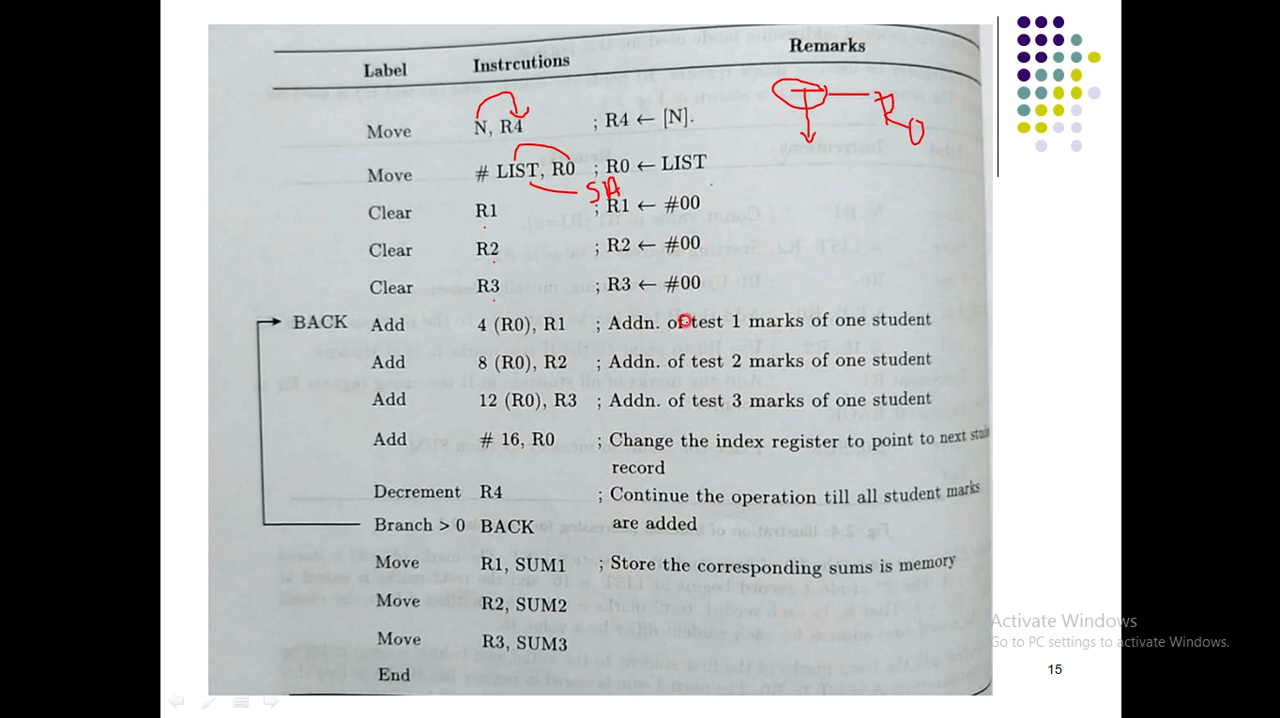 Label Instrcutions Remarks
Move N, R4 ; R4 ← [N].
Move # LIST, R0 ; R0 ← LIST
SA
R0
Clear R1 ; R1 ← #00
Clear R2 ; R2 ← #00
Clear R3 ; R3 ← #00
BACK Add 4 (R0), R1 ; Addn. of test 1 marks of one student
Add 8 (R0), R2 ; Addn. of test 2 marks of one student
Add 12 (R0), R3 ; Addn. of test 3 marks of one student
Add # 16, R0 ; Change the index register to point to next
record
Decrement R4 ; Continue the operation till all student marks
Branch > 0 BACK are added
Move R1, SUM1 ; Store the corresponding sums is memory
Move R2, SUM2
Move R3, SUM3
End
Activate Windows
Go to PC settings to activate Windows.
15